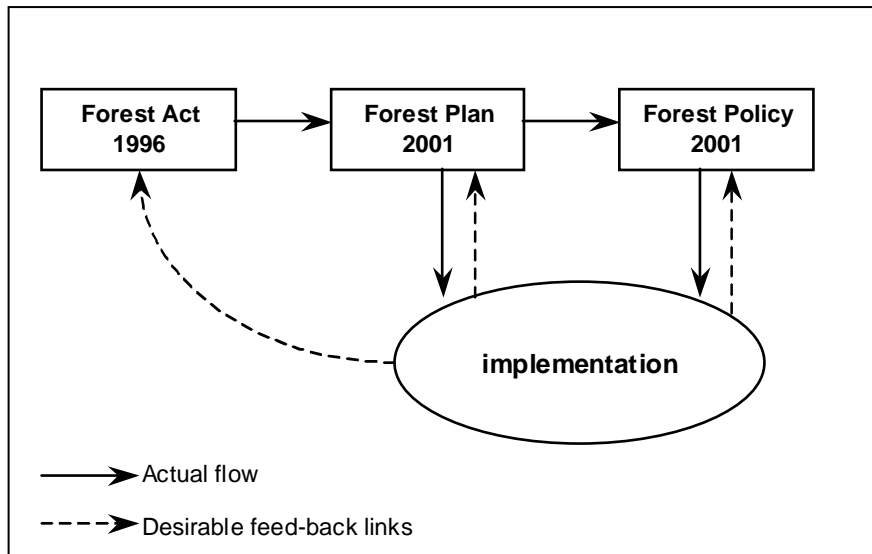 Forest Act
1996
Forest Plan
2001
Forest Policy
2001
implementation
Actual flow
Desirable feed-back links